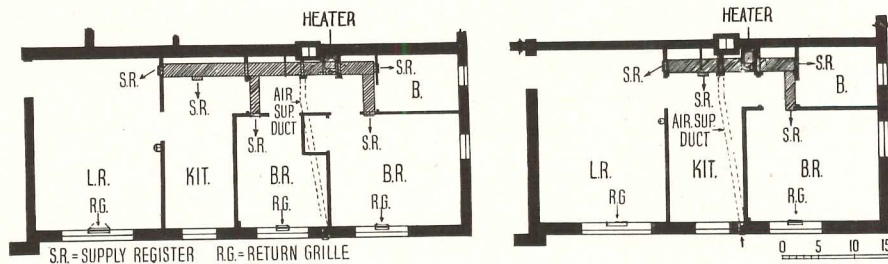 HEATER
S.R.
S.R.
S.R.
AIR
SUP.
DUCT
S.R.
S.R.
B.
L.R.
KIT.
B.R.
B.R.
R.G.
R.G.
R.G.
S.R.=SUPPLY REGISTER R.G.=RETURN GRILLE
HEATER
S.R.
S.R.
S.R.
B.
AIR.SUP.
DUCT
S.R.
L.R.
KIT.
B.R.
R.G
R.G.
0 5 10 15